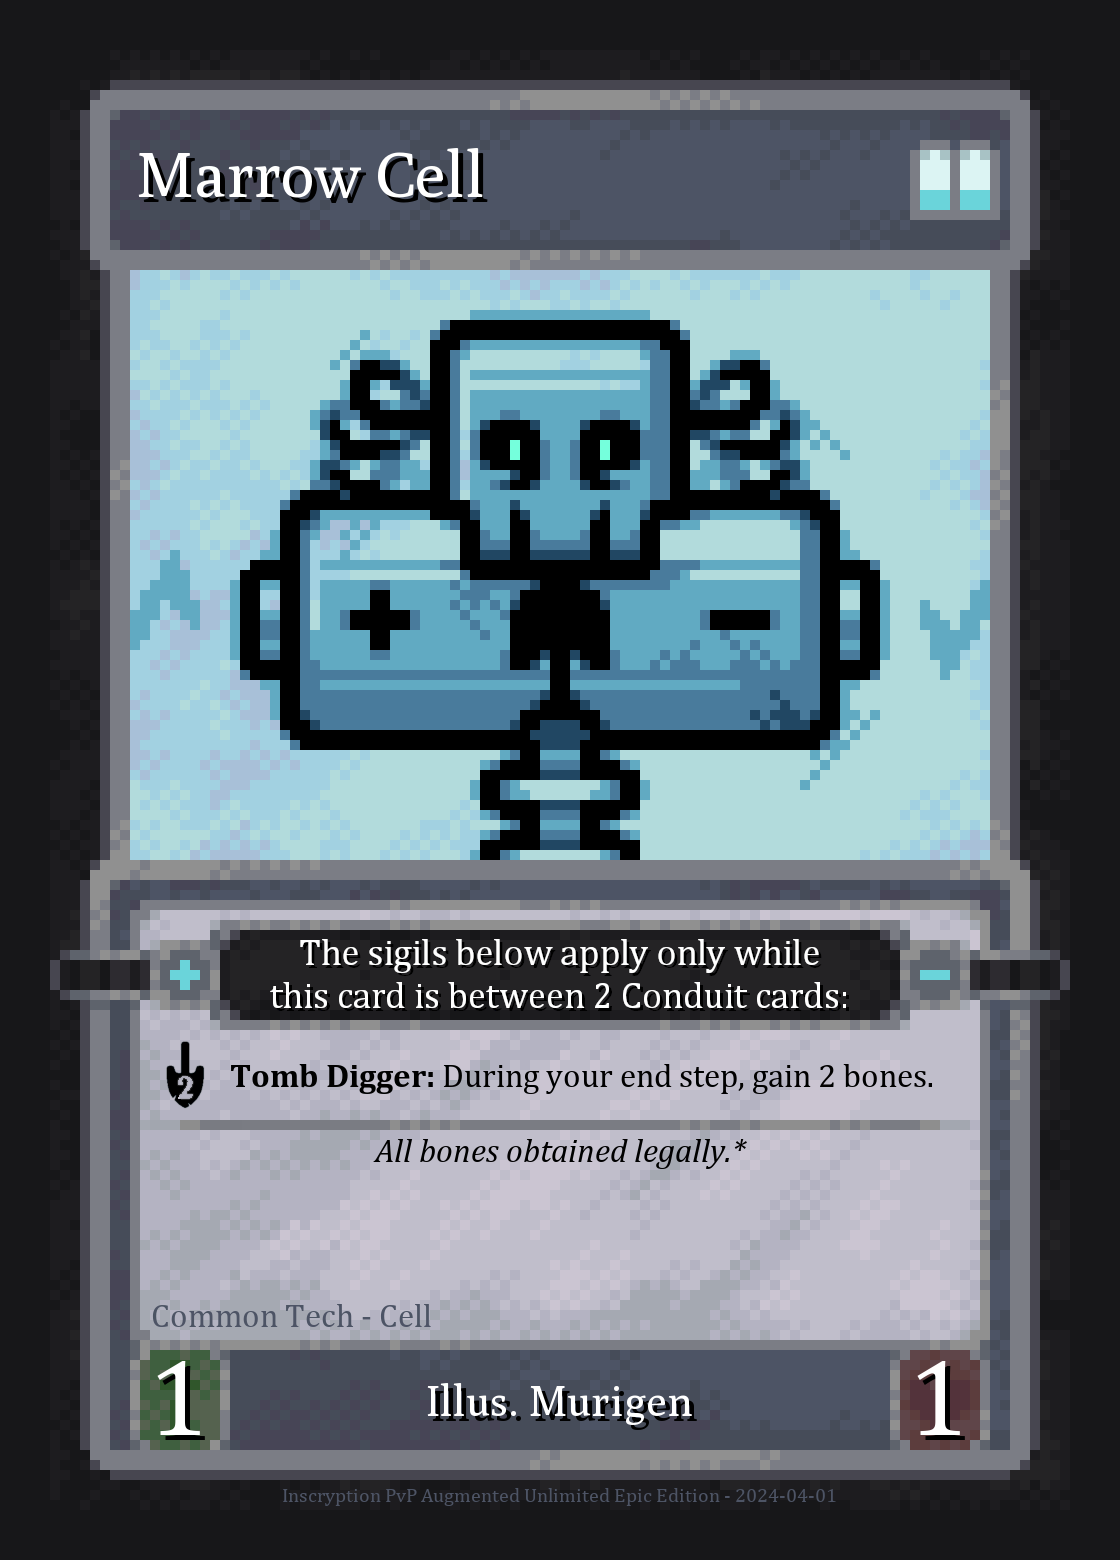 Marrow Cell
+ -
The sigils below apply only while
this card is between 2 Conduit cards:
+ -
2
Tomb Digger: During your end step, gain 2 bones.
All bones obtained legally.*
Common Tech - Cell
1 Illus. Murigen 1
Inscryption PvP Augmented Unlimited Epic Edition - 2024-04-01